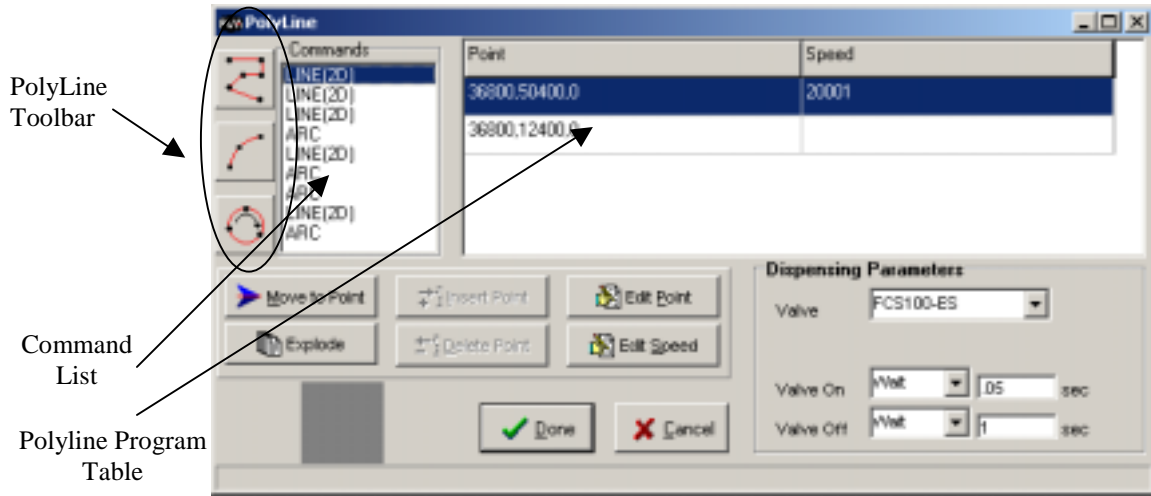 PolyLine
PolyLine
Toolbar
Command
List
Polyline Program
Table
Commands
LINE(2D)
LINE(2D)
LINE(2D)
ARC
LINE(2D)
ARC
ARC
LINE(2D)
ARC
Point Speed
36800,50400,0 20001
36800,12400,0
Move to Point Insert Point Edit Point
Explode Delete Point Edit Speed
Done Cancel
Dispensing Parameters
Valve FCS100-ES
Valve On Wait .05 sec
Valve Off Wait 1 sec